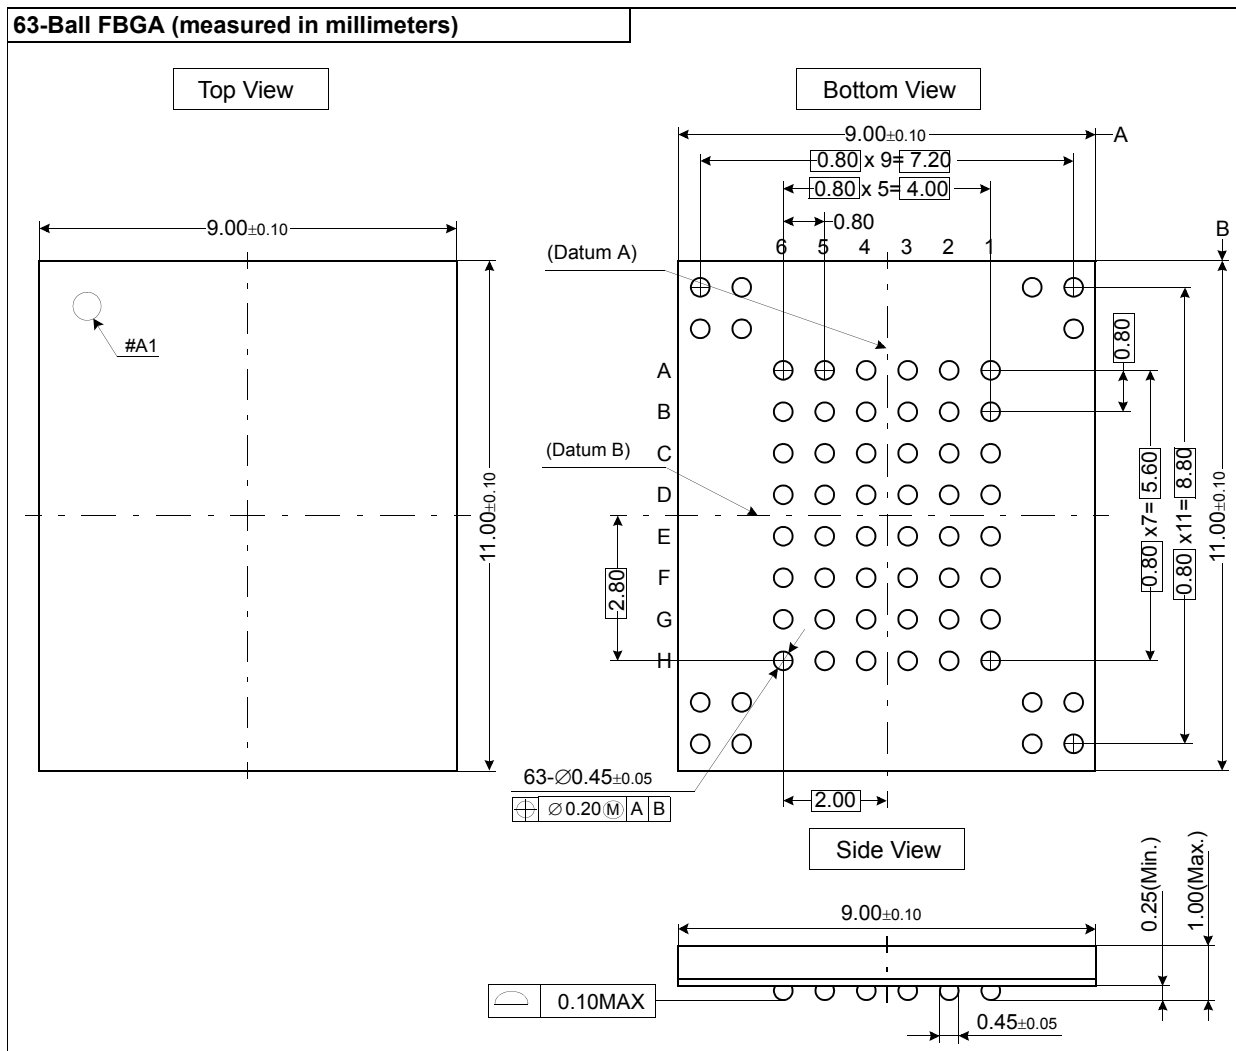 63-Ball FBGA (measured in millimeters)
Top View
Bottom View
9.00±0.10
A
0.80 x 9= 7.20
0.80 x 5= 4.00
0.80
9.00±0.10
B
6 5 4 3 2 1
(Datum A)
#A1
0.80
A
B
(Datum B)
C
D
E
F
G
H
11.00±0.10
2.80
0.80 x7= 5.60
0.80 x11= 8.80
11.00±0.10
63-∅0.45±0.05
⌖ ∅0.20 Ⓜ A B
2.00
Side View
0.25(Min.)
1.00(Max.)
9.00±0.10
0.10MAX
0.45±0.05